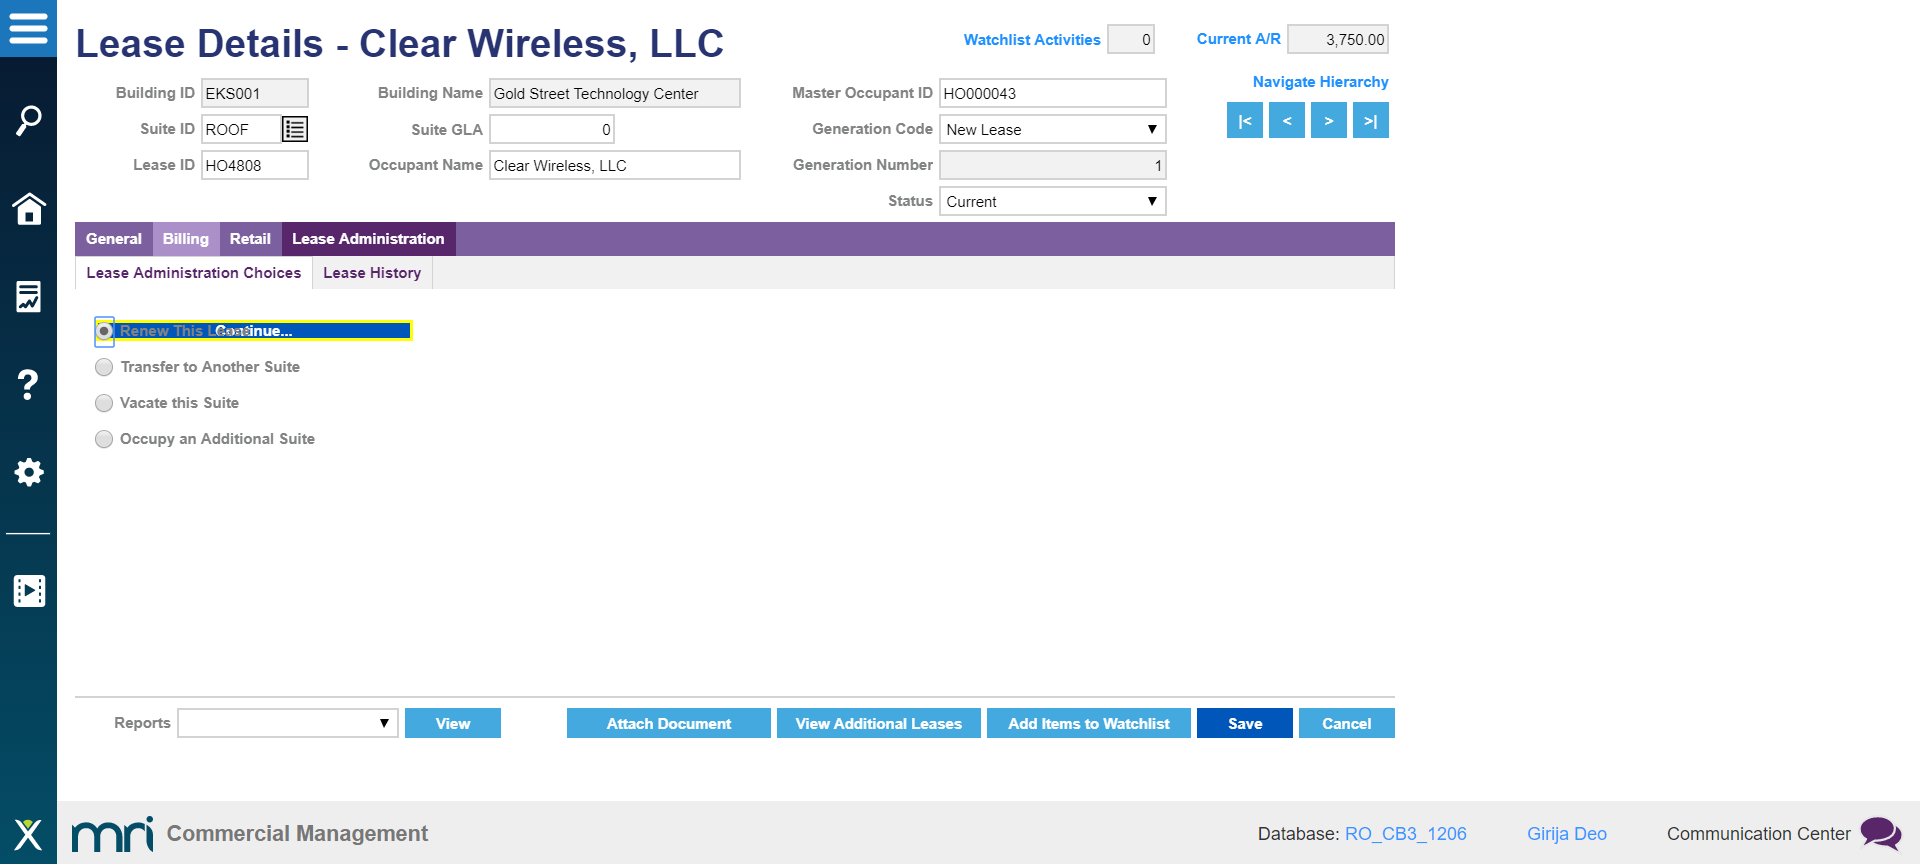 Lease Details - Clear Wireless, LLC
Watchlist Activities 0 Current A/R 3,750.00
Building ID EKS001 Building Name Gold Street Technology Center Master Occupant ID HO000043 Navigate Hierarchy
Suite ID ROOF Suite GLA 0 Generation Code New Lease |< < > >|
Lease ID HO4808 Occupant Name Clear Wireless, LLC Generation Number 1
Status Current
General Billing Retail Lease Administration
Lease Administration Choices Lease History
Renew This Lease Continue...
Transfer to Another Suite
Vacate this Suite
Occupy an Additional Suite
Reports View Attach Document View Additional Leases Add Items to Watchlist Save Cancel
mri Commercial Management Database: RO_CB3_1206 Girija Deo Communication Center